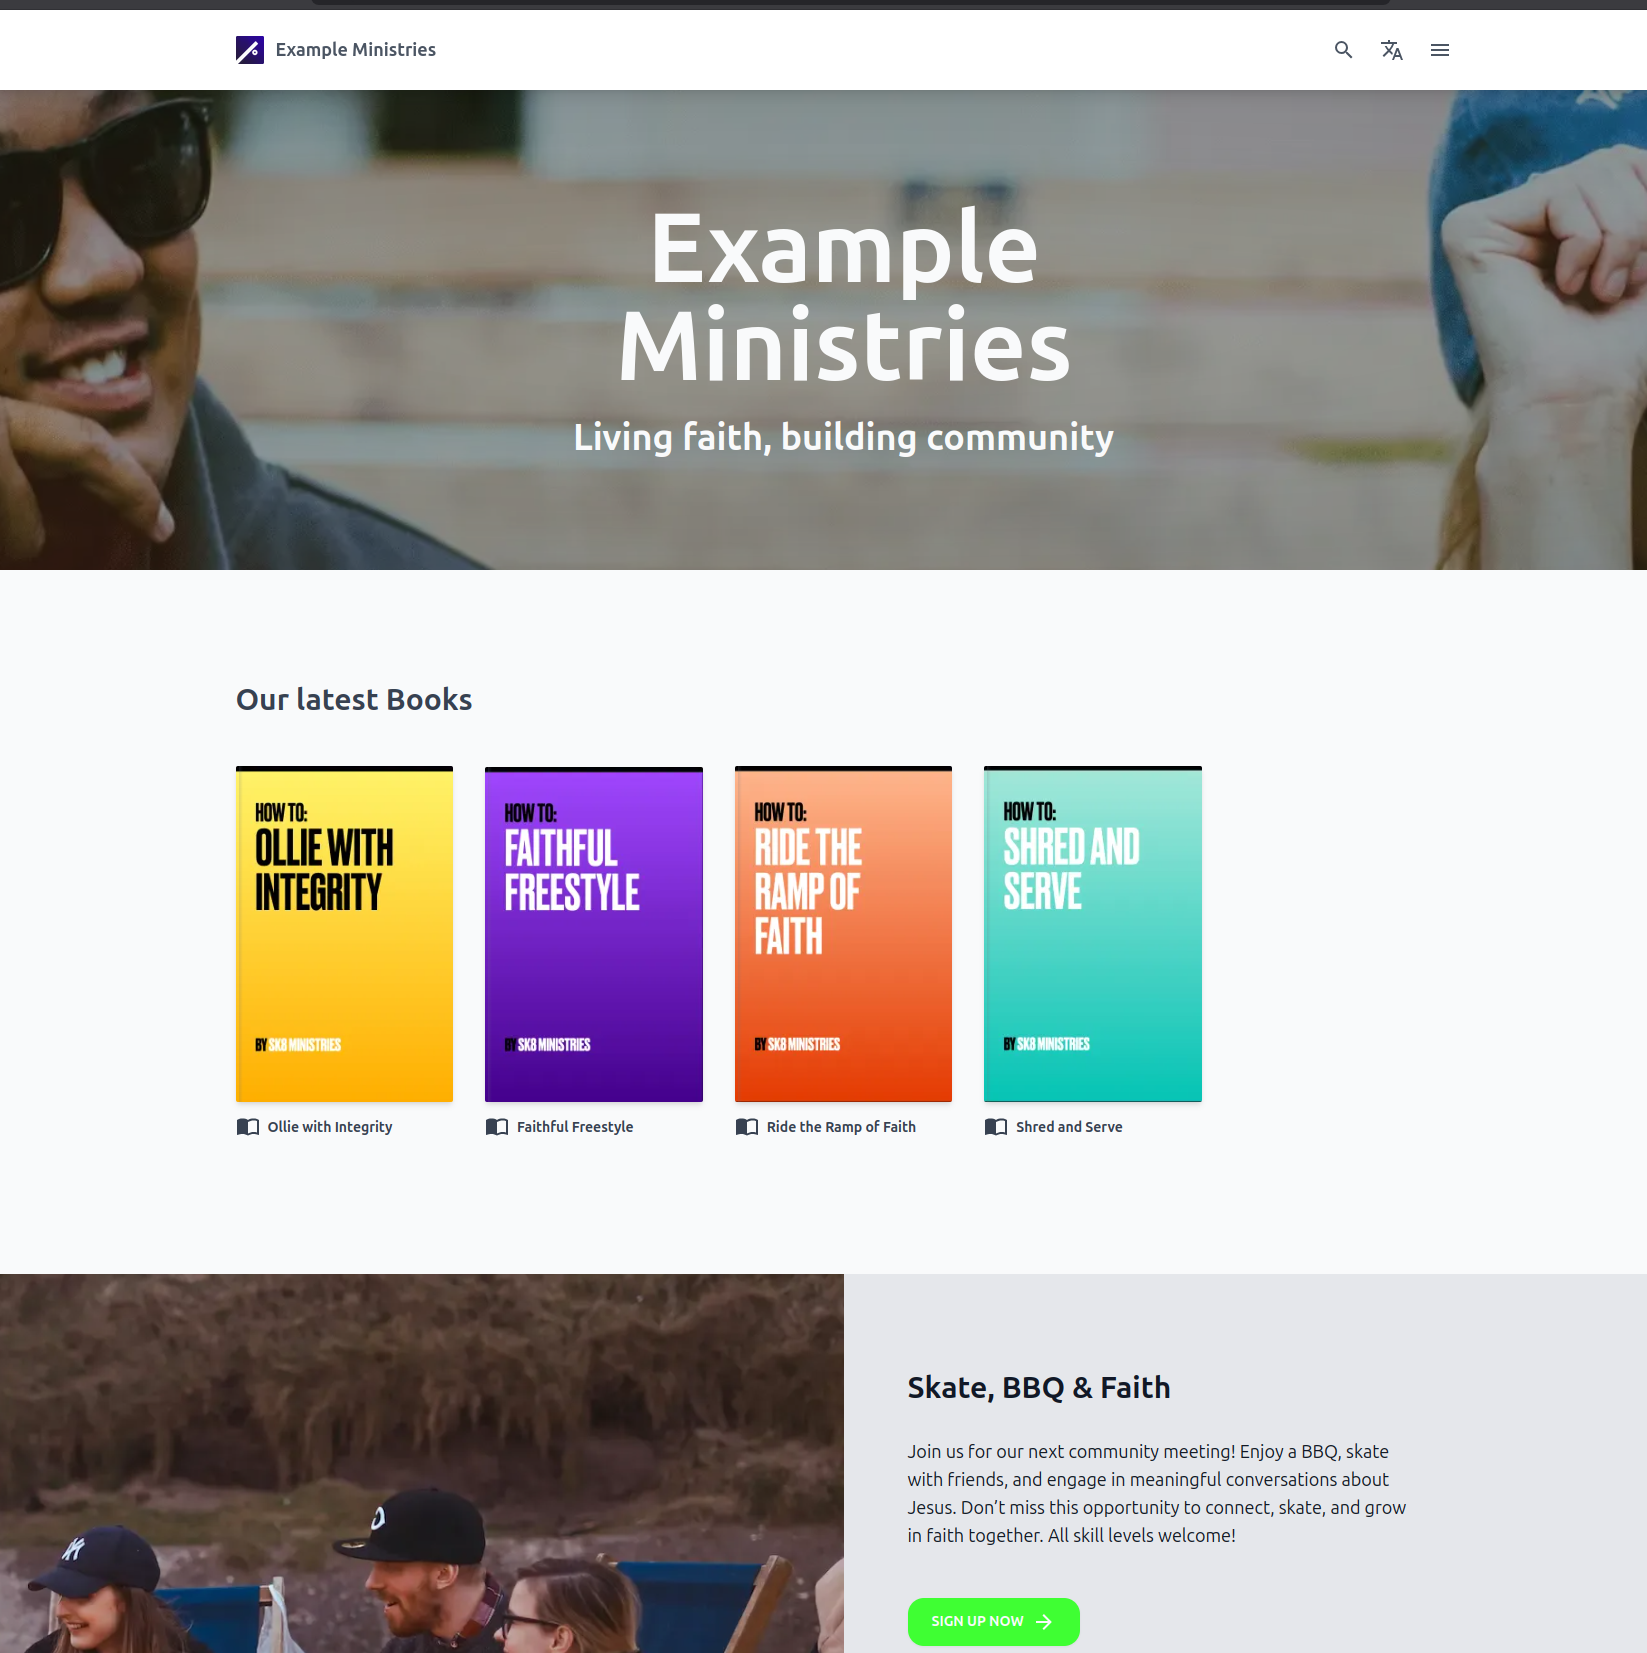 Example Ministries
Example
Ministries
Living faith, building community
Our latest Books
HOW TO:
OLLIE WITH
INTEGRITY
BY SK8 MINISTRIES
Ollie with Integrity
HOW TO:
FAITHFUL
FREESTYLE
BY SK8 MINISTRIES
Faithful Freestyle
HOW TO:
RIDE THE
RAMP OF
FAITH
BY SK8 MINISTRIES
Ride the Ramp of Faith
HOW TO:
SHRED AND
SERVE
BY SK8 MINISTRIES
Shred and Serve
Skate, BBQ & Faith
Join us for our next community meeting! Enjoy a BBQ, skate
with friends, and engage in meaningful conversations about
Jesus. Don’t miss this opportunity to connect, skate, and grow
in faith together. All skill levels welcome!
SIGN UP NOW